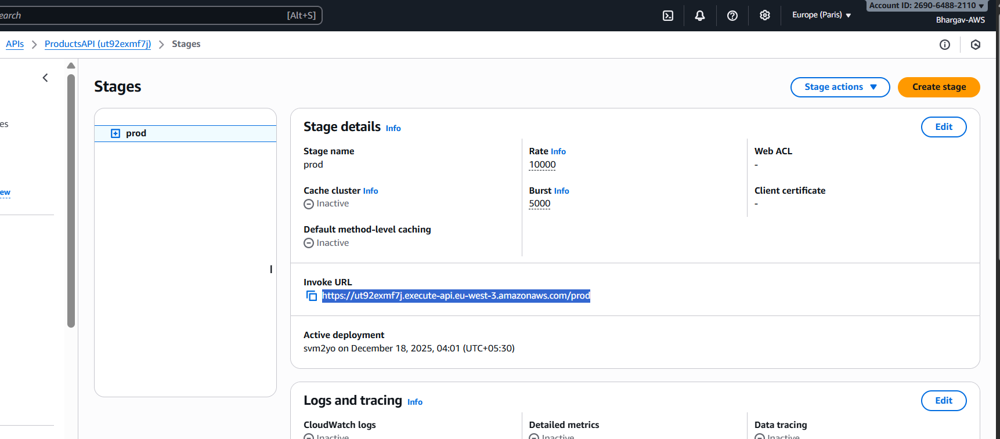 earch [Alt+S]
Europe (Paris)
Account ID: 2690-6488-2110
Bhargav-AWS
APIs ProductsAPI (ut92exmf7j) Stages
es
ew
Stages
Stage actions
Create stage
prod
Stage details Info
Edit
Stage name
prod
Rate Info
10000
Web ACL
-
Cache cluster Info
Inactive
Burst Info
5000
Client certificate
-
Default method-level caching
Inactive
Invoke URL
https://ut92exmf7j.execute-api.eu-west-3.amazonaws.com/prod
Active deployment
svm2yo on December 18, 2025, 04:01 (UTC+05:30)
Logs and tracing Info
Edit
CloudWatch logs
Inactive
Detailed metrics
Inactive
Data tracing
Inactive